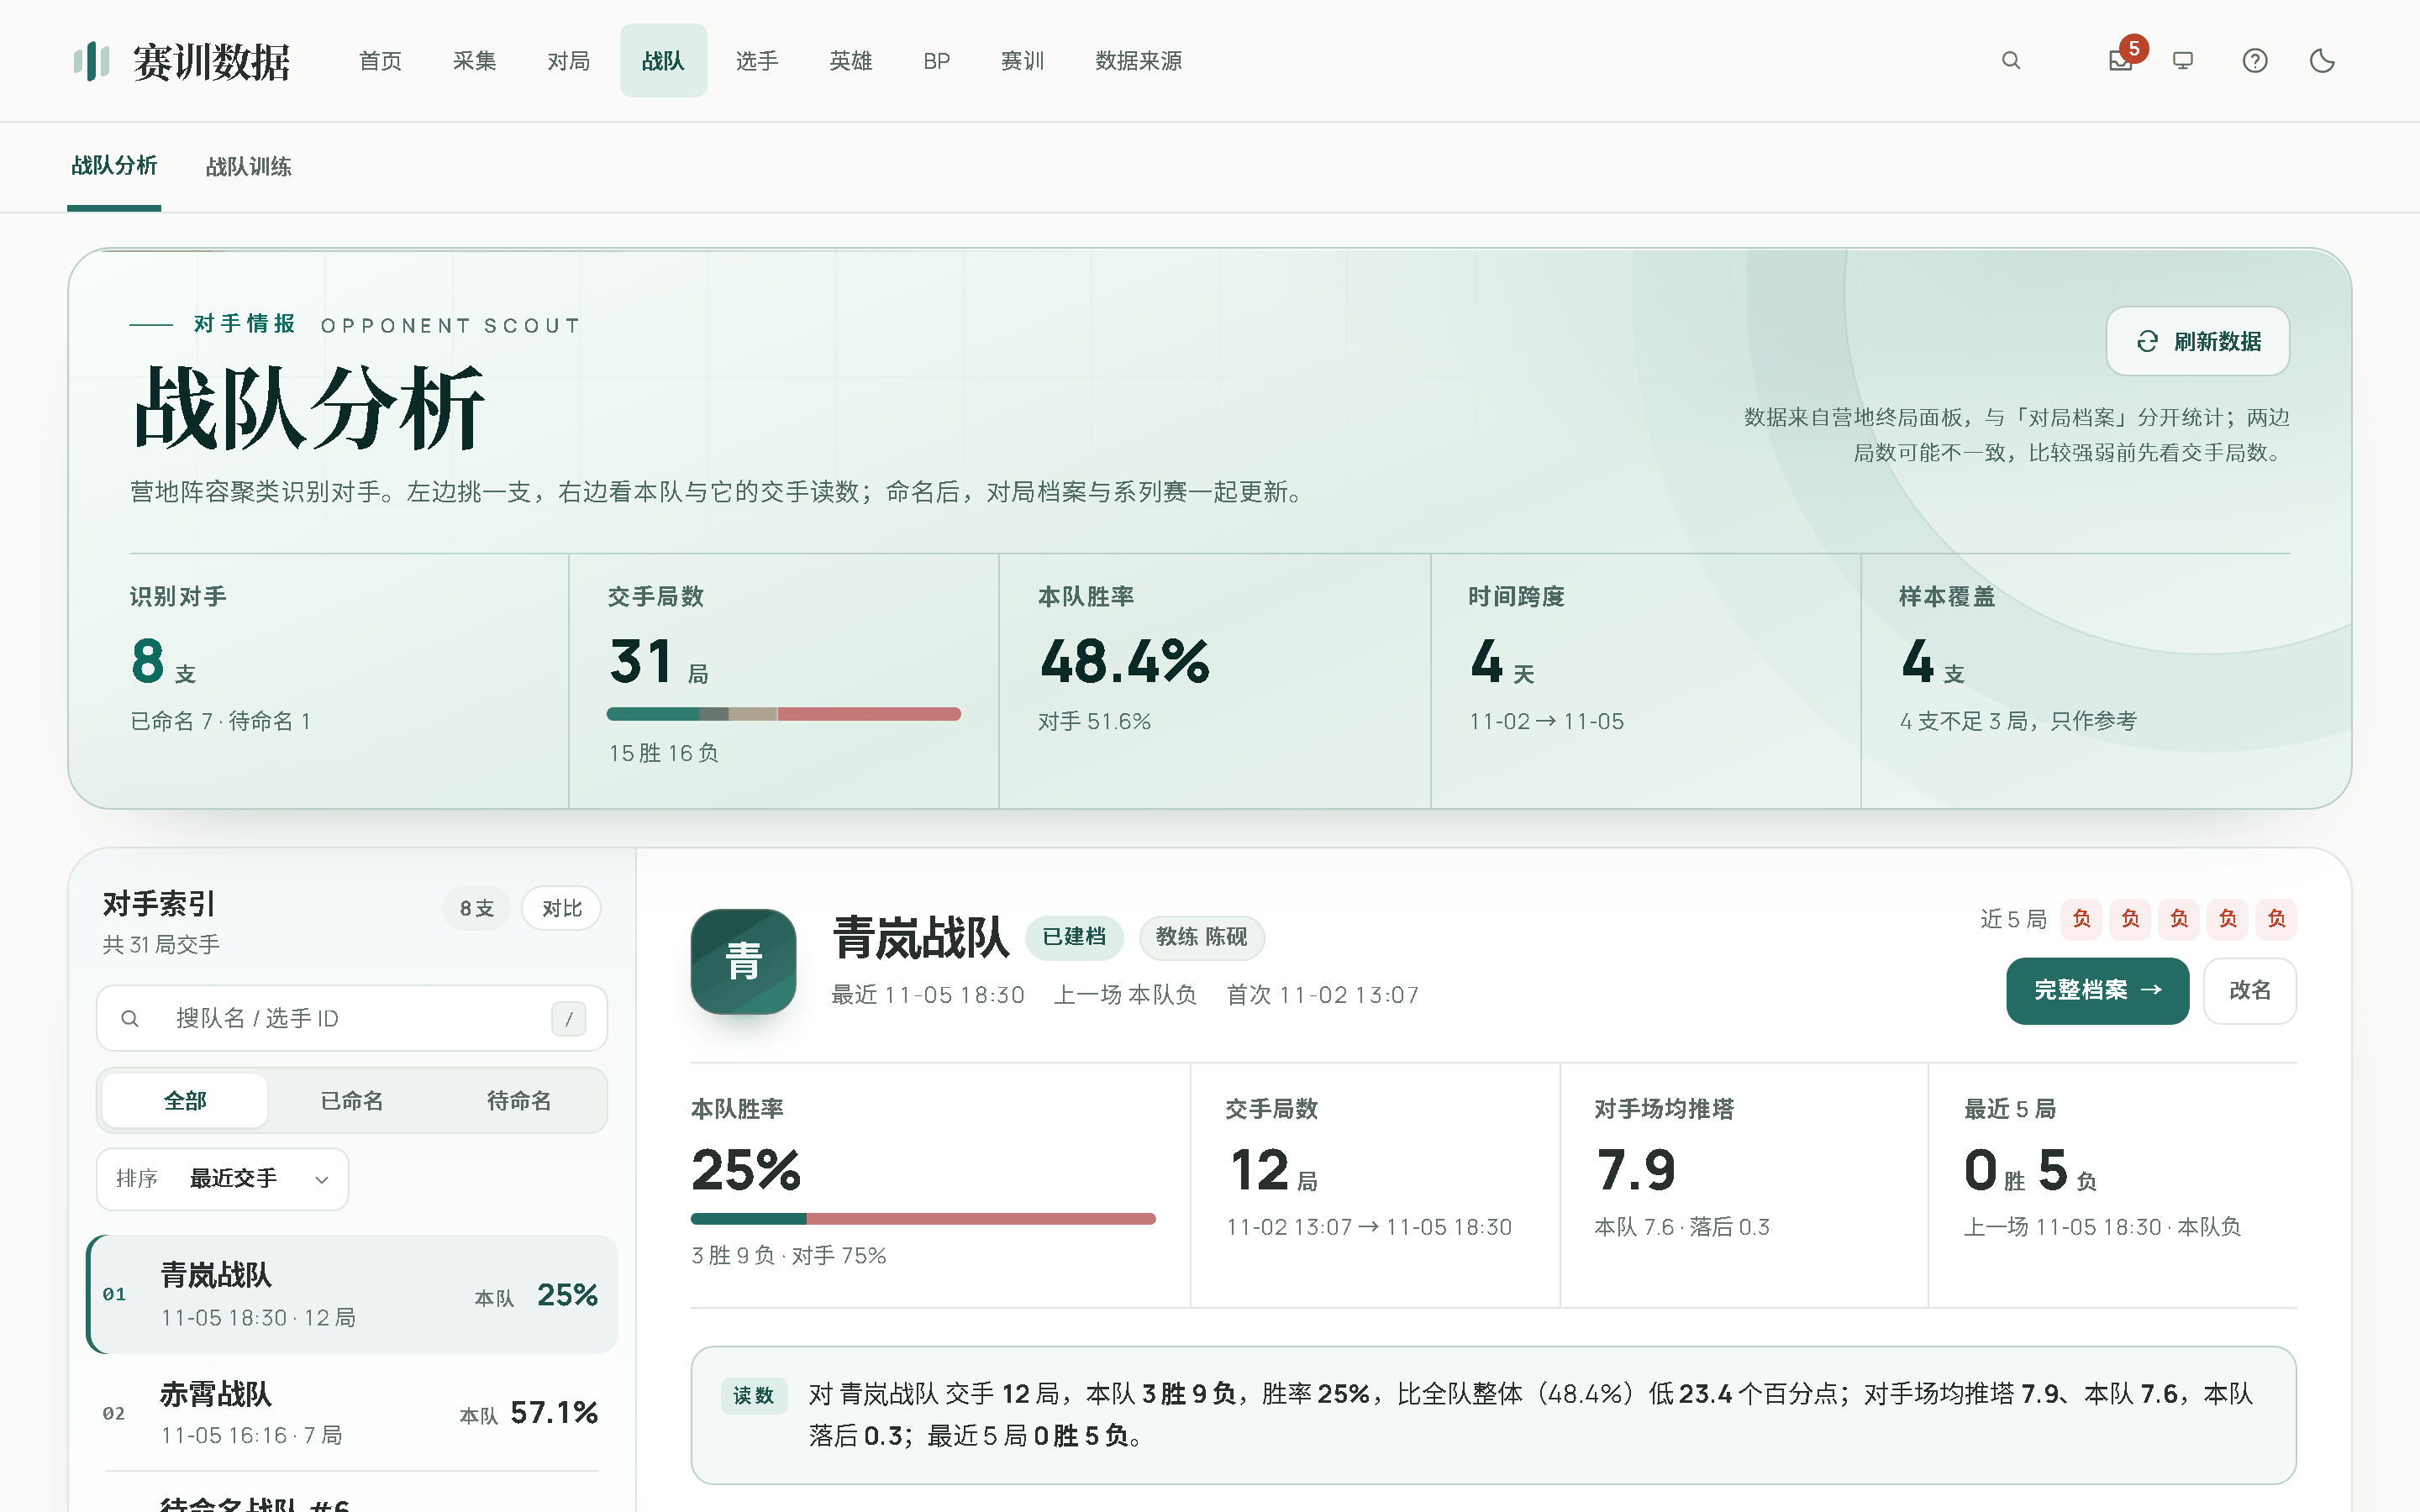 赛训数据
首页 采集 对局 战队 选手 英雄 BP 赛训 数据来源
5
战队分析 战队训练
对手情报 OPPONENT SCOUT
战队分析
营地阵容聚类识别对手。左边挑一支，右边看本队与它的交手读数；命名后，对局档案与系列赛一起更新。
刷新数据
数据来自营地终局面板，与「对局档案」分开统计；两边
局数可能不一致，比较强弱前先看交手局数。
识别对手
8 支
已命名 7 · 待命名 1
交手局数
31 局
15 胜 16 负
本队胜率
48.4%
对手 51.6%
时间跨度
4 天
11-02 → 11-05
样本覆盖
4 支
4 支不足 3 局，只作参考
对手索引
共 31 局交手
8 支 对比
搜队名 / 选手 ID /
全部 已命名 待命名
排序 最近交手
01 青岚战队
11-05 18:30 · 12 局
本队 25%
02 赤霄战队
11-05 16:16 · 7 局
本队 57.1%
待命名战队 #6
青
青岚战队 已建档 教练 陈砚
最近 11-05 18:30 上一场 本队负 首次 11-02 13:07
近 5 局 负 负 负 负 负
完整档案 → 改名
本队胜率
25%
3 胜 9 负 · 对手 75%
交手局数
12 局
11-02 13:07 → 11-05 18:30
对手场均推塔
7.9
本队 7.6 · 落后 0.3
最近 5 局
0 胜 5 负
上一场 11-05 18:30 · 本队负
读数 对 青岚战队 交手 12 局，本队 3 胜 9 负，胜率 25%，比全队整体（48.4%）低 23.4 个百分点；对手场均推塔 7.9、本队 7.6，本队
落后 0.3；最近 5 局 0 胜 5 负。